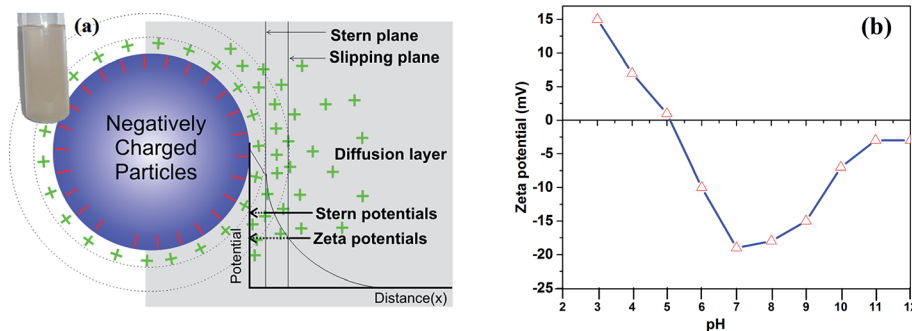 (a)
Stern plane
Slipping plane
Negatively
Charged
Particles
Diffusion layer
Stern potentials
Zeta potentials
Potential
Distance(x)
(b)
Zeta potential (mV)
15
10
5
0
-5
-10
-15
-20
-25
2 3 4 5 6 7 8 9 10 11 12
pH